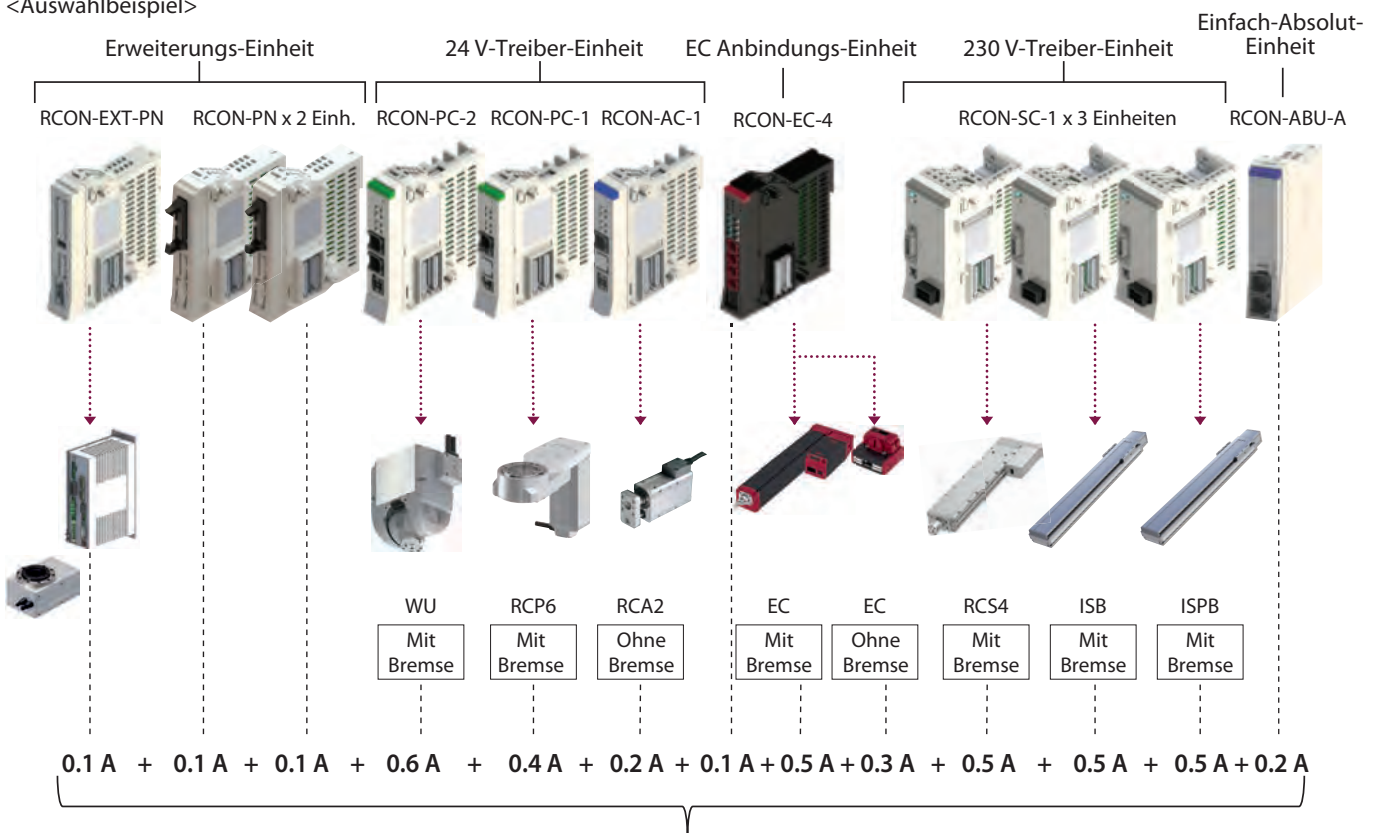 <Auswahlbeispiel>
Einfach-Absolut-
Erweiterungs-Einheit 24 V-Treiber-Einheit EC Anbindungs-Einheit 230 V-Treiber-Einheit Einheit
RCON-EXT-PN RCON-PN x 2 Einh. RCON-PC-2 RCON-PC-1 RCON-AC-1 RCON-EC-4 RCON-SC-1 x 3 Einheiten RCON-ABU-A
WU RCP6 RCA2 EC EC RCS4 ISB ISPB
Mit Mit Ohne Mit Ohne Mit Mit Mit
Bremse Bremse Bremse Bremse Bremse Bremse Bremse Bremse
0.1 A + 0.1 A + 0.1 A + 0.6 A + 0.4 A + 0.2 A + 0.1 A + 0.5 A + 0.3 A + 0.5 A + 0.5 A + 0.5 A + 0.2 A